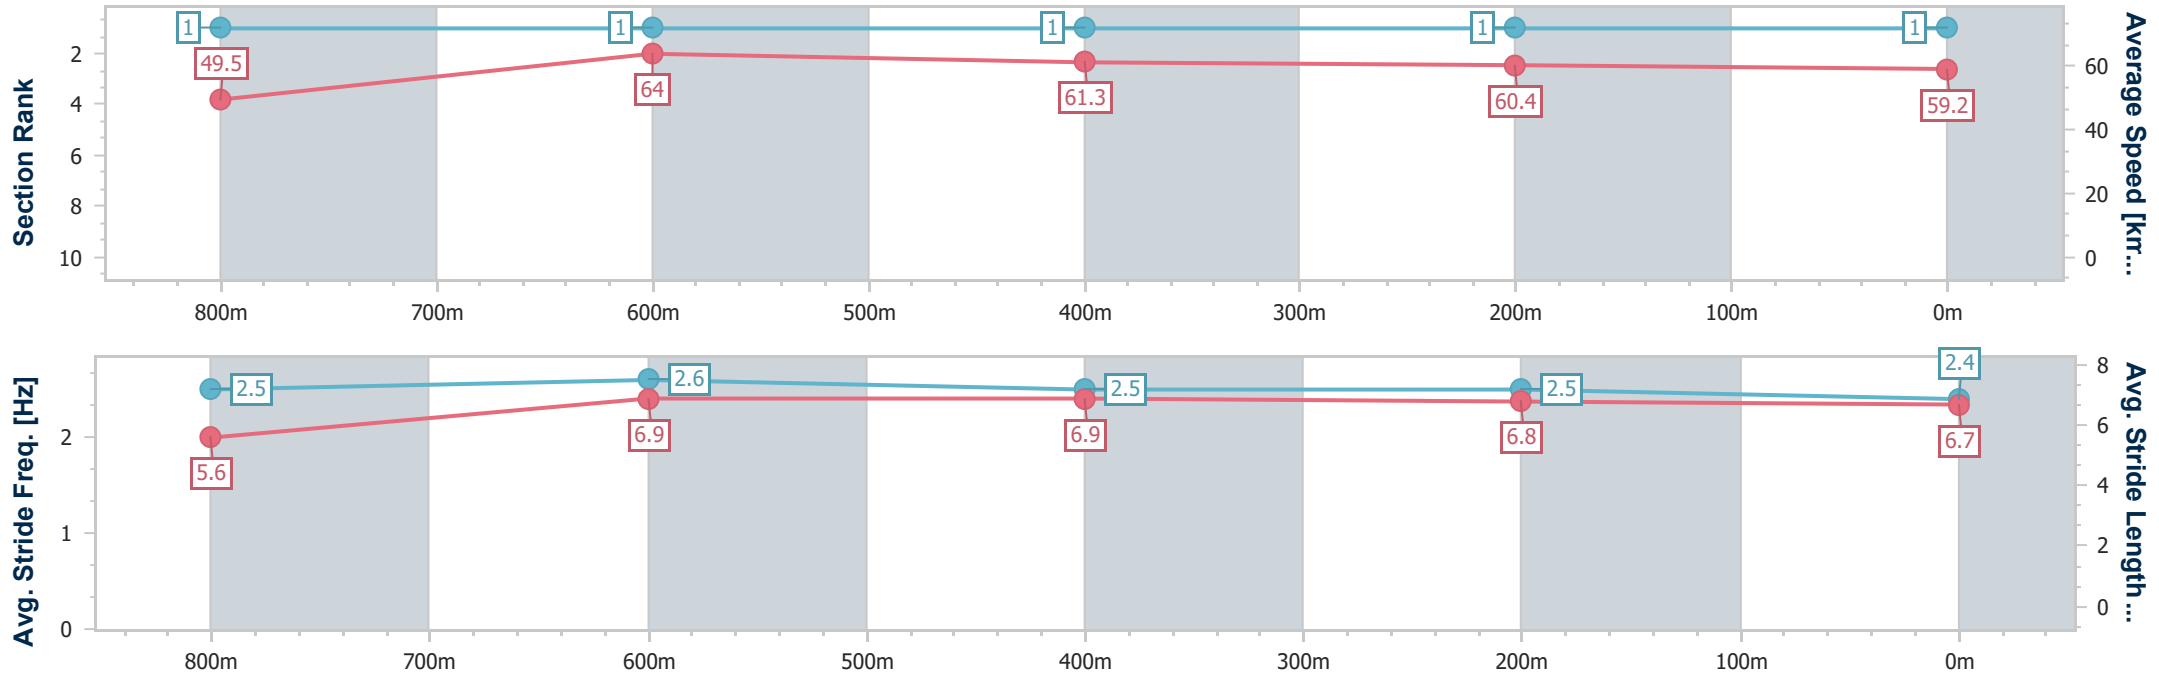 Section Rank
2
4
6
8
10
1
1
1
1
1
49.5
64
61.3
60.4
59.2
60
40
20
0
Average Speed [km...
800m
700m
600m
500m
400m
300m
200m
100m
0m
Avg. Stride Freq. [Hz]
2
1
0
2.5
2.6
2.5
2.5
2.4
5.6
6.9
6.9
6.8
6.7
8
6
4
2
0
Avg. Stride Length...
800m
700m
600m
500m
400m
300m
200m
100m
0m